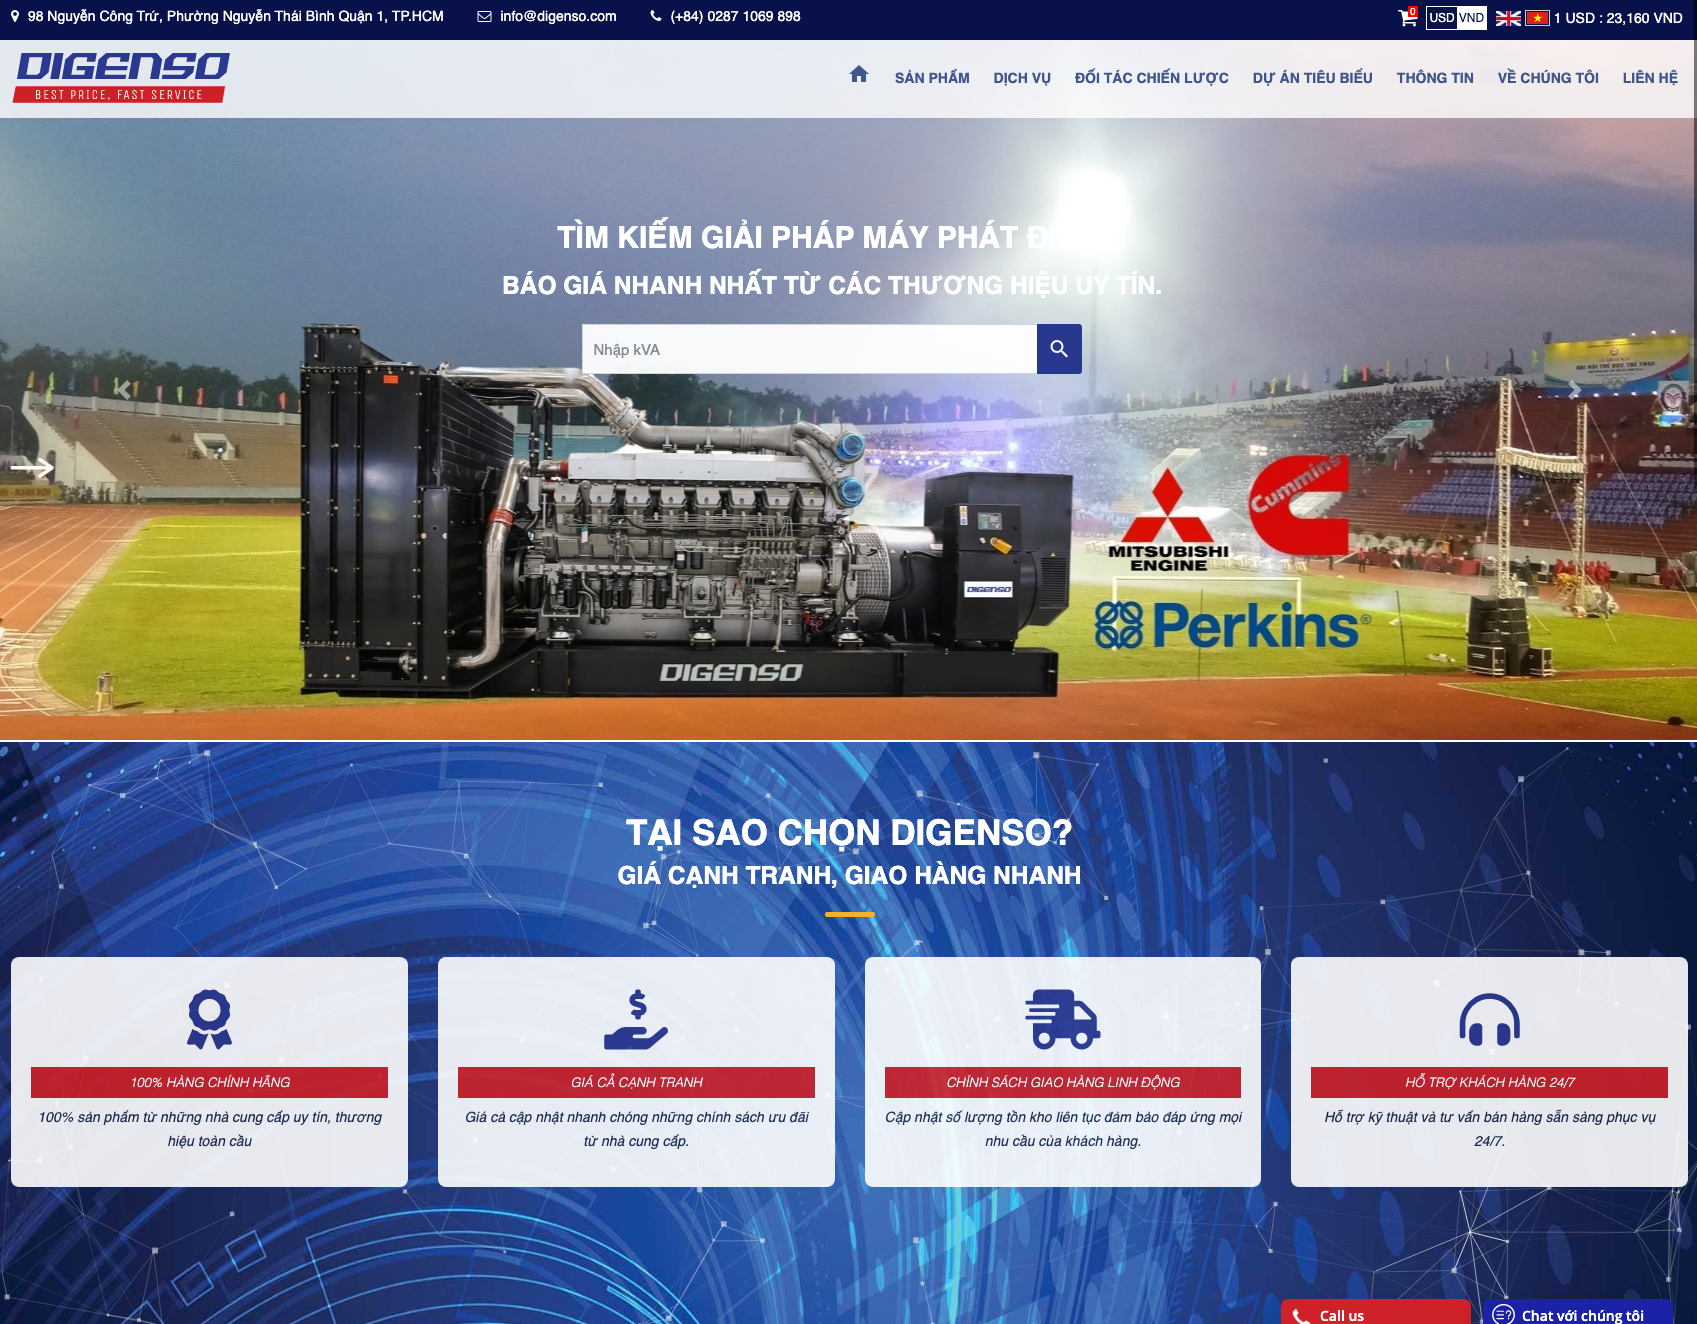 98 Nguyễn Công Trứ, Phường Nguyễn Thái Bình Quận 1, TP.HCM
info@digenso.com
(+84) 0287 1069 898
0
USD VND
1 USD : 23,160 VND
DIGENSO
BEST PRICE, FAST SERVICE
SẢN PHẨM
DỊCH VỤ
ĐỐI TÁC CHIẾN LƯỢC
DỰ ÁN TIÊU BIỂU
THÔNG TIN
VỀ CHÚNG TÔI
LIÊN HỆ
TÌM KIẾM GIẢI PHÁP MÁY PHÁT
BÁO GIÁ NHANH NHẤT TỪ CÁC THƯƠNG HIỆU UY TÍN.
Nhập kVA
Cummins
MITSUBISHI
ENGINE
DIGENSO
Perkins®
DIGENSO
TẠI SAO CHỌN DIGENSO?
GIÁ CẠNH TRANH, GIAO HÀNG NHANH
100% HÀNG CHÍNH HÃNG
100% sản phẩm từ những nhà cung cấp uy tín, thương
hiệu toàn cầu
GIÁ CẢ CẠNH TRANH
Giá cả cập nhật nhanh chóng những chính sách ưu đãi
từ nhà cung cấp.
CHÍNH SÁCH GIAO HÀNG LINH ĐỘNG
Cập nhật số lượng tồn kho liên tục đảm bảo đáp ứng mọi
nhu cầu của khách hàng.
HỖ TRỢ KHÁCH HÀNG 24/7
Hỗ trợ kỹ thuật và tư vấn bán hàng sẵn sàng phục vụ
24/7.
Call us
Chat với chúng tôi